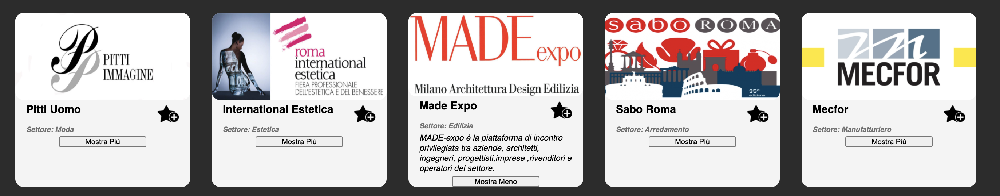 PP
PITTI
IMMAGINE
Pitti Uomo
Settore: Moda
Mostra Più
roma
international
estetica
FIERA PROFESSIONALE
DELL'ESTETICA E DEL BENESSERE
International Estetica
Settore: Estetica
Mostra Più
MADE expo
Milano Architettura Design Edilizia
Made Expo
Settore: Edilizia
MADE-expo è la piattaforma di incontro
privilegiata tra aziende, architetti,
ingegneri, progettisti,imprese ,rivenditori e
operatori del settore.
Mostra Meno
sabo ROMA
35ª
edizione
Sabo Roma
Settore: Arredamento
Mostra Più
m
MECFOR
Mecfor
Settore: Manufatturiero
Mostra Più